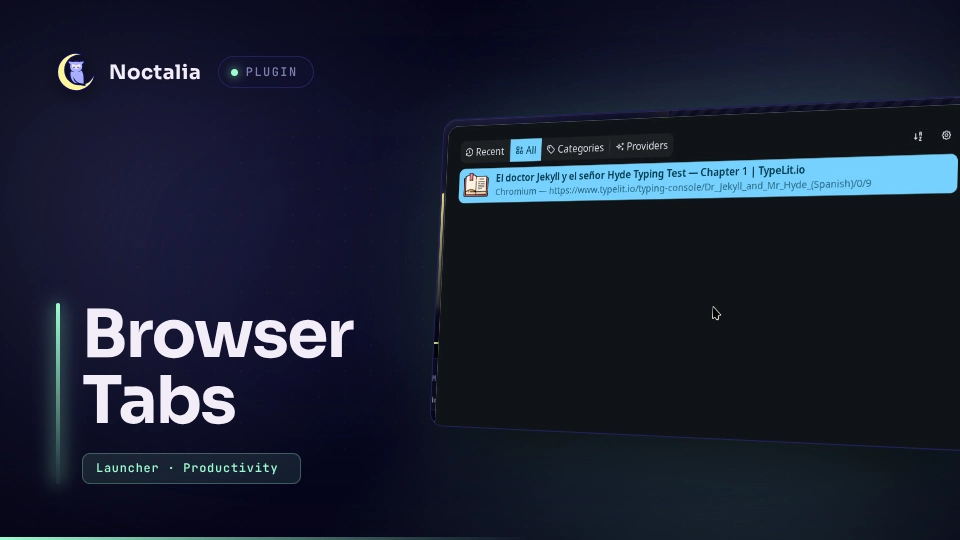 Noctalia
PLUGIN
Recent
All
Categories
Providers
El doctor Jekyll y el señor Hyde Typing Test — Chapter 1 | TypeLit.io
Chromium — https://www.typelit.io/typing-console/Dr_Jekyll_and_Mr_Hyde_(Spanish)/0/9
Browser
Tabs
Launcher · Productivity